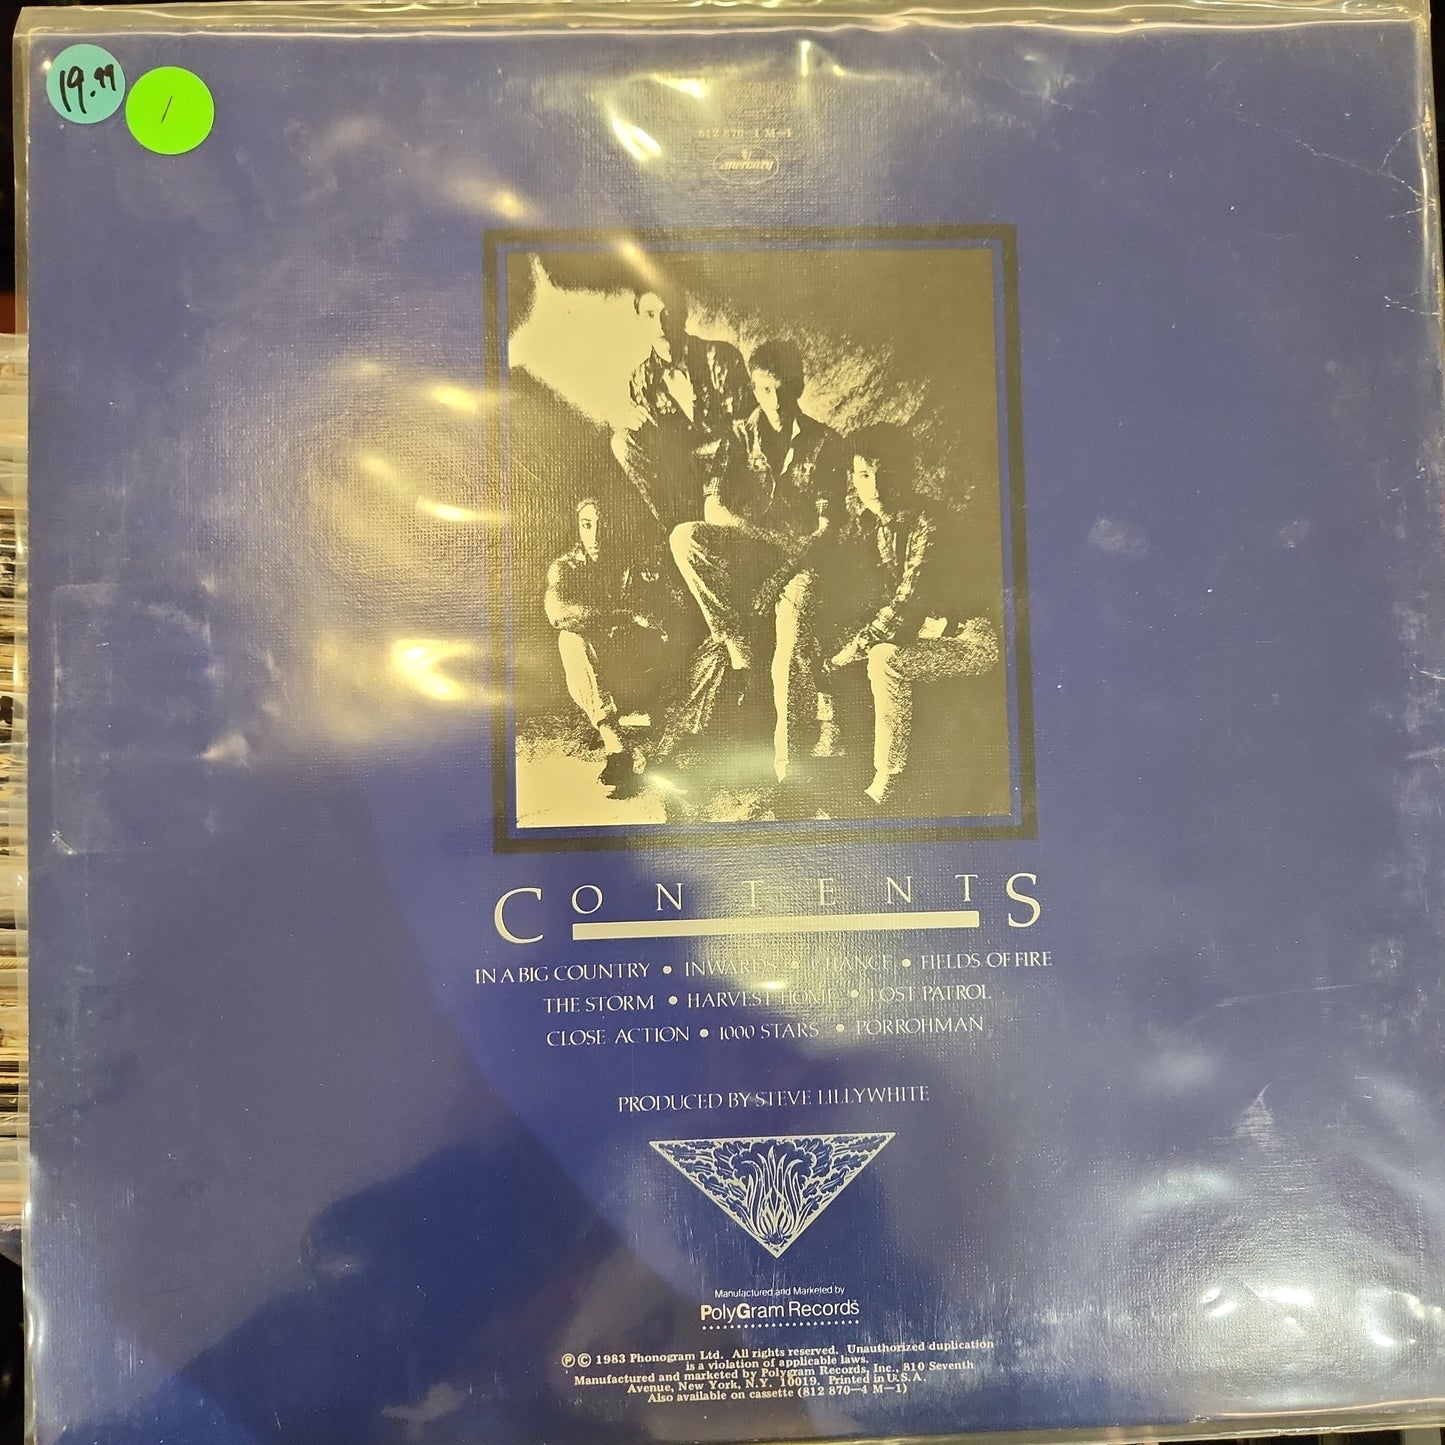 19.99
/
812 870-1 M-1
mercury
CONTENTS
IN A BIG COUNTRY • INWARDS • CHANCE • FIELDS OF FIRE
THE STORM • HARVEST HOME • LOST PATROL
CLOSE ACTION • 1000 STARS • PORROHMAN
PRODUCED BY STEVE LILLYWHITE
Manufactured and Marketed by
PolyGram Records
℗ © 1983 Phonogram Ltd. All rights reserved. Unauthorized duplication
is a violation of applicable laws.
Manufactured and marketed by Polygram Records, Inc., 810 Seventh
Avenue, New York, N.Y. 10019. Printed in U.S.A.
Also available on cassette (812 870—4 M—1)